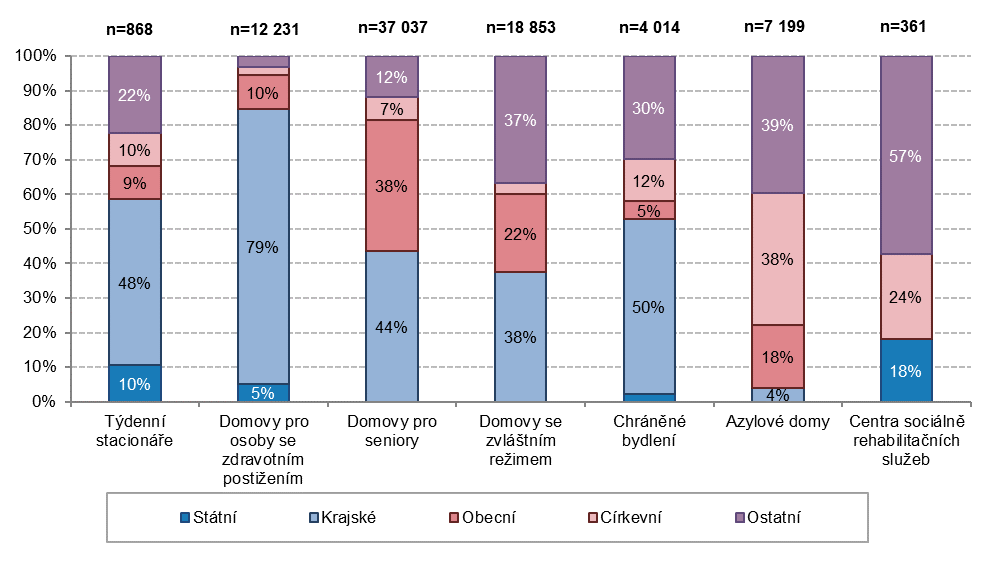 n=868 n=12 231 n=37 037 n=18 853 n=4 014 n=7 199 n=361
100%
90%
80%
70%
60%
50%
40%
30%
20%
10%
0%
22%
10%
9%
48%
10%
10%
79%
5%
12%
7%
38%
44%
37%
22%
38%
30%
12%
5%
50%
39%
38%
18%
4%
57%
24%
18%
Týdenní
stacionáře
Domovy pro
osoby se
zdravotním
postižením
Domovy pro
seniory
Domovy se
zvláštním
režimem
Chráněné
bydlení
Azylové domy
Centra sociálně
rehabilitačních
služeb
Státní Krajské Obecní Církevní Ostatní